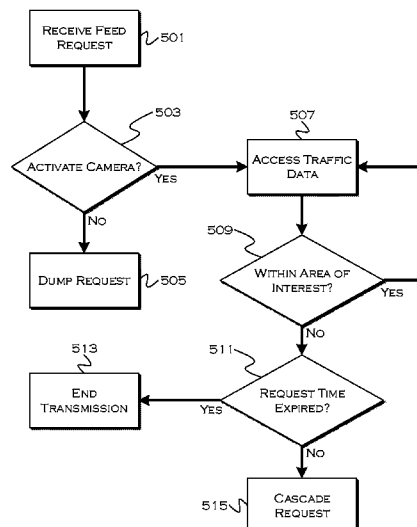 RECEIVE FEED
REQUEST
501
503
ACTIVATE CAMERA?
YES
NO
DUMP REQUEST
505
507
ACCESS TRAFFIC
DATA
509
WITHIN AREA OF
INTEREST?
YES
NO
511
REQUEST TIME
EXPIRED?
YES
NO
513
END
TRANSMISSION
515
CASCADE
REQUEST